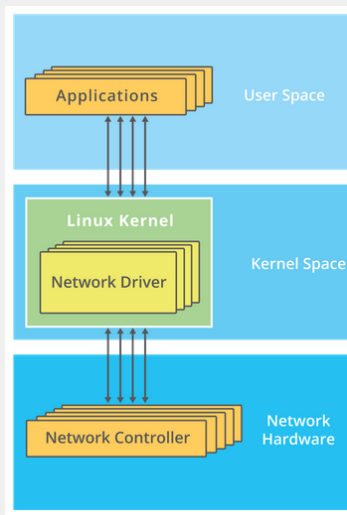 Applications
User Space
Linux Kernel
Network Driver
Kernel Space
Network Controller
Network
Hardware